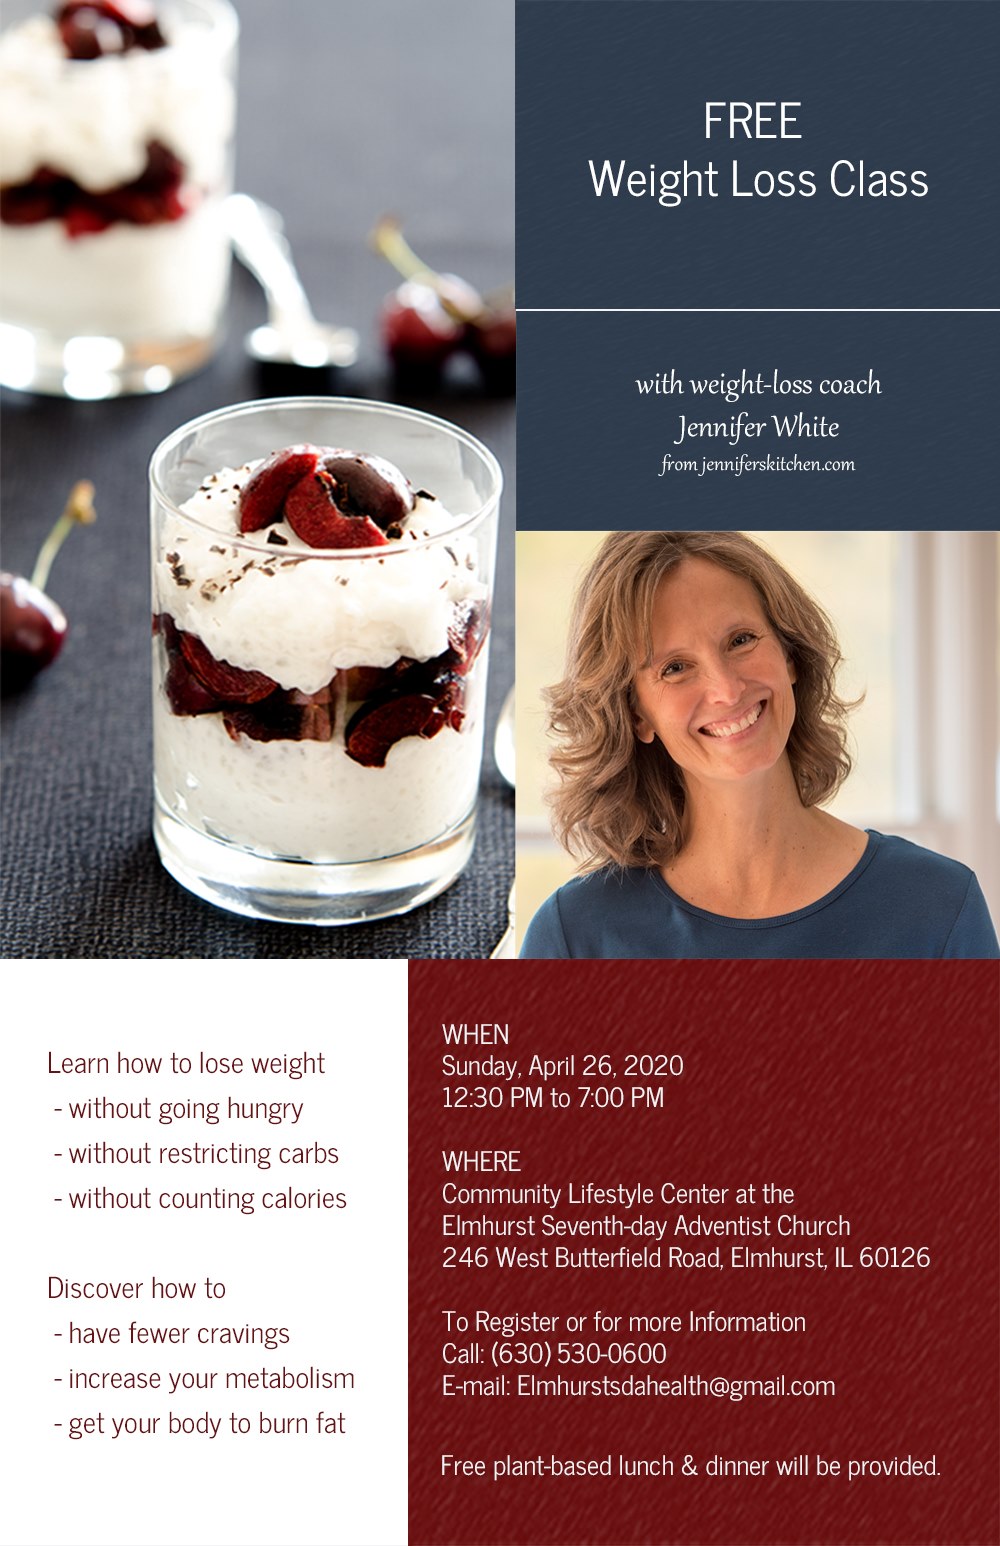 FREE
Weight Loss Class
with weight-loss coach
Jennifer White
from jenniferskitchen.com
Learn how to lose weight
- without going hungry
- without restricting carbs
- without counting calories
Discover how to
- have fewer cravings
- increase your metabolism
- get your body to burn fat
WHEN
Sunday, April 26, 2020
12:30 PM to 7:00 PM
WHERE
Community Lifestyle Center at the
Elmhurst Seventh-day Adventist Church
246 West Butterfield Road, Elmhurst, IL 60126
To Register or for more Information
Call: (630) 530-0600
E-mail: Elmhurstsdahealth@gmail.com
Free plant-based lunch & dinner will be provided.